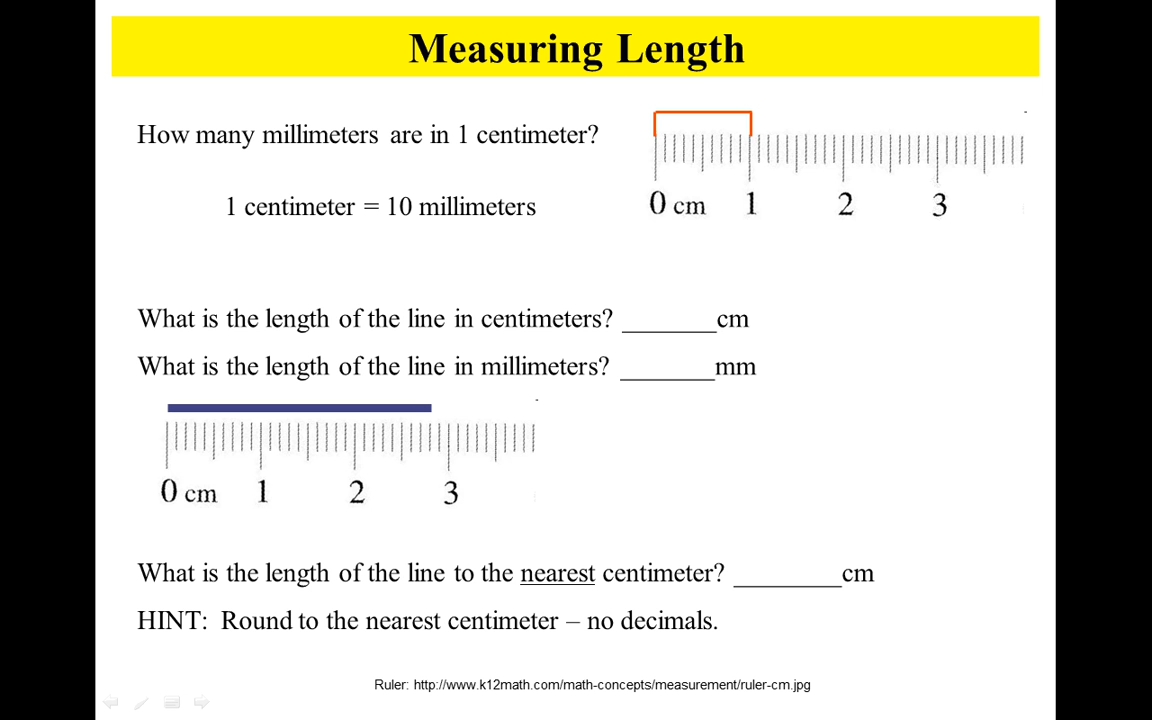 Measuring Length
How many millimeters are in 1 centimeter?
1 centimeter = 10 millimeters
0 cm 1 2 3
What is the length of the line in centimeters? _______cm
What is the length of the line in millimeters? _______mm
0 cm 1 2 3
What is the length of the line to the nearest centimeter? ________cm
HINT: Round to the nearest centimeter – no decimals.
Ruler: http://www.k12math.com/math-concepts/measurement/ruler-cm.jpg